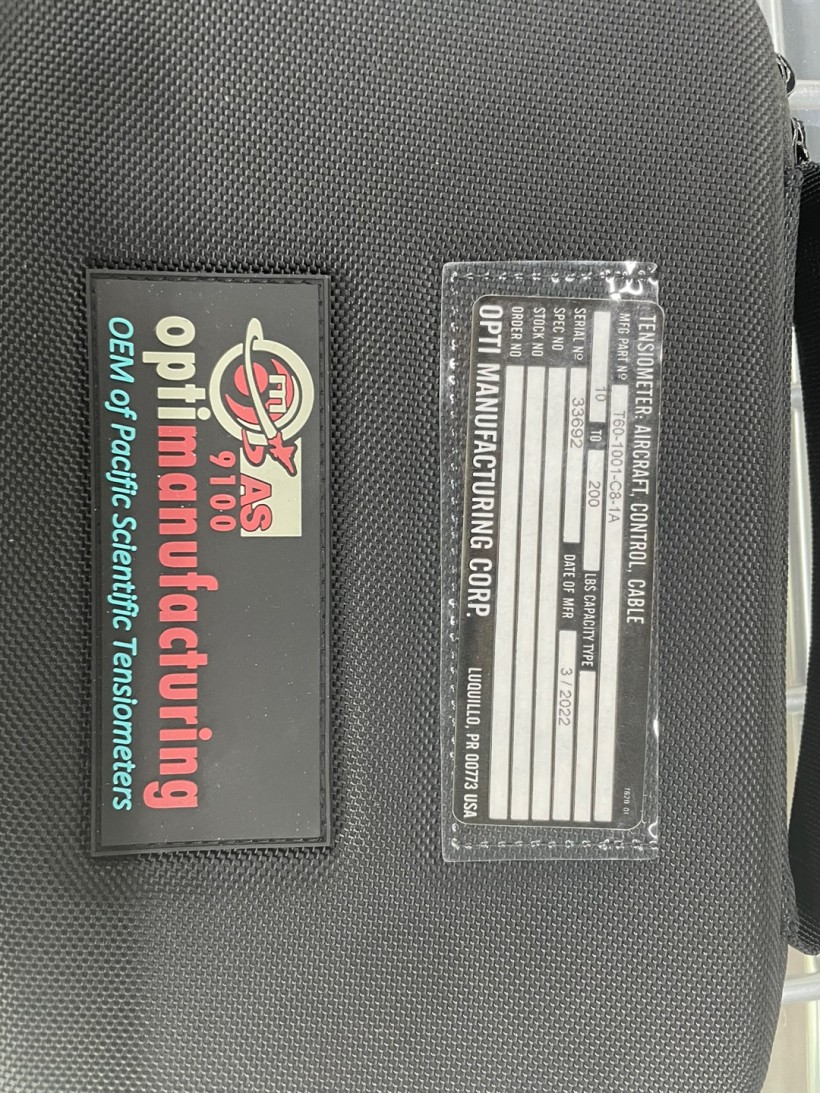 TENSIOMETER: AIRCRAFT, CONTROL, CABLE
MFG PART Nº T60-1001-C8-1A
10 TO 200 LBS CAPACITY TYPE
SERIAL Nº 33692 DATE OF MFR 3 / 2022
SPEC NO
STOCK NO
ORDER NO
OPTI MANUFACTURING CORP. LUQUILLO, PR 00773 USA
AS
9100
optimanufacturing
OEM of Pacific Scientific Tensiometers